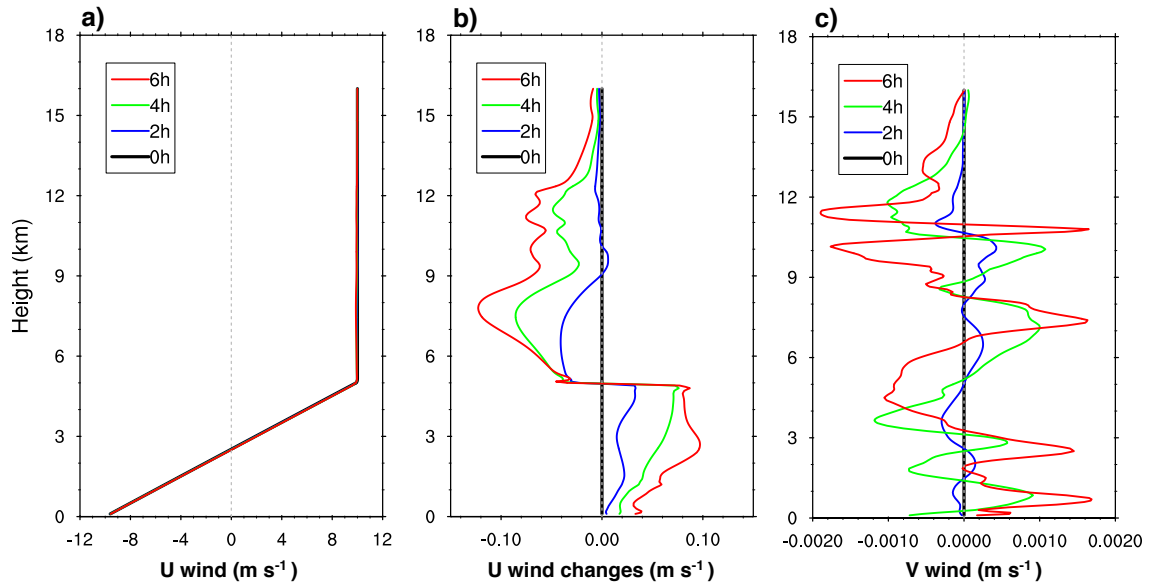 a)
b)
c)
Height (km)
18
15
12
9
6
3
0
6h
4h
2h
0h
-12 -8 -4 0 4 8 12
U wind (m s⁻¹)
18
15
12
9
6
3
0
6h
4h
2h
0h
-0.10 0.00 0.10
U wind changes (m s⁻¹)
18
15
12
9
6
3
0
6h
4h
2h
0h
-0.0020 -0.0010 0.0000 0.0010 0.0020
V wind (m s⁻¹)